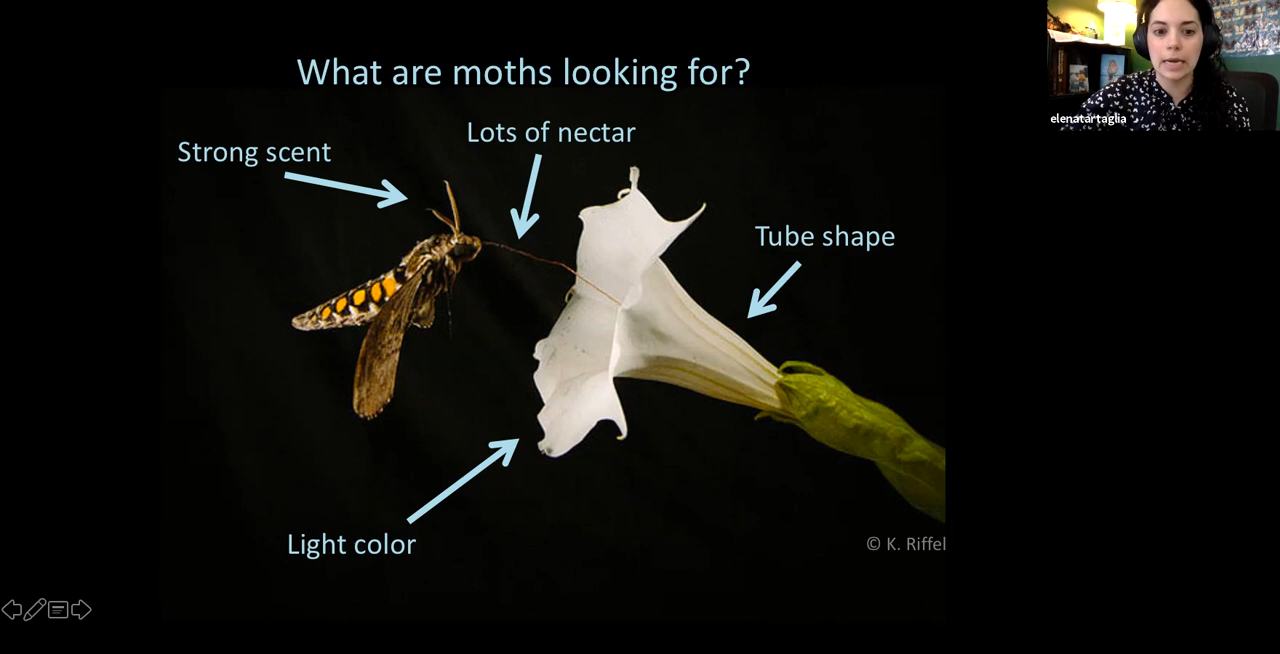 What are moths looking for?
Lots of nectar
Strong scent
Tube shape
Light color
© K. Riffel
elenatartaglia